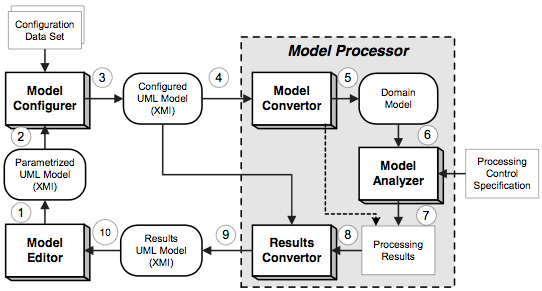 Configuration
Data Set
Model Processor
3
4
5
Model
Configurer
Configured
UML Model
(XMI)
Model
Convertor
Domain
Model
2
6
Parametrized
UML Model
(XMI)
Model
Analyzer
Processing
Control
Specification
1
7
10
9
8
Model
Editor
Results
UML Model
(XMI)
Results
Convertor
Processing
Results